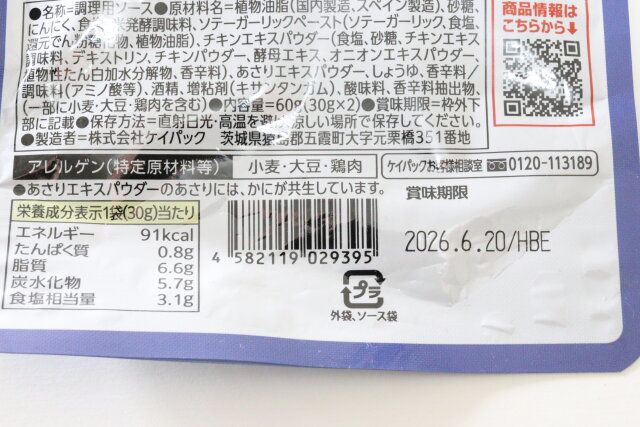 ●名称=調理用ソース●原材料名=植物油脂(国内製造、スペイン製造)、砂糖、
にんにく、食塩、米発酵調味料、ソテーガーリックペースト(ソテーガーリック、食塩、
還元でん粉糖化物、植物油脂)、チキンエキスパウダー(食塩、砂糖、チキンエキス、
調味料、デキストリン、チキンパウダー、酵母エキス、オニオンエキスパウダー、
植物性たん白加水分解物、香辛料)、あさりエキスパウダー、しょうゆ、香辛料/
調味料(アミノ酸等)、酒精、増粘剤(キサンタンガム)、酸味料、香辛料抽出物、
(一部に小麦・大豆・鶏肉を含む)●内容量=60g(30g×2)●賞味期限=枠外下
部に記載●保存方法=直射日光・高温を避け、涼しい場所で保存してください。
●製造者=株式会社ケイパック 茨城県猿島郡五霞町大字元栗橋351番地
商品情報は
こちらから
アレルゲン(特定原材料等) 小麦・大豆・鶏肉
ケイパックお客様相談室 0120-113189
●あさりエキスパウダーのあさりには、かにが共生しています。
栄養成分表示1袋(30g)当たり
エネルギー 91kcal
たんぱく質 0.8g
脂質 6.6g
炭水化物 5.7g
食塩相当量 3.1g
4 582119 029395
プラ
外袋、ソース袋
賞味期限
2026.6.20/HBE